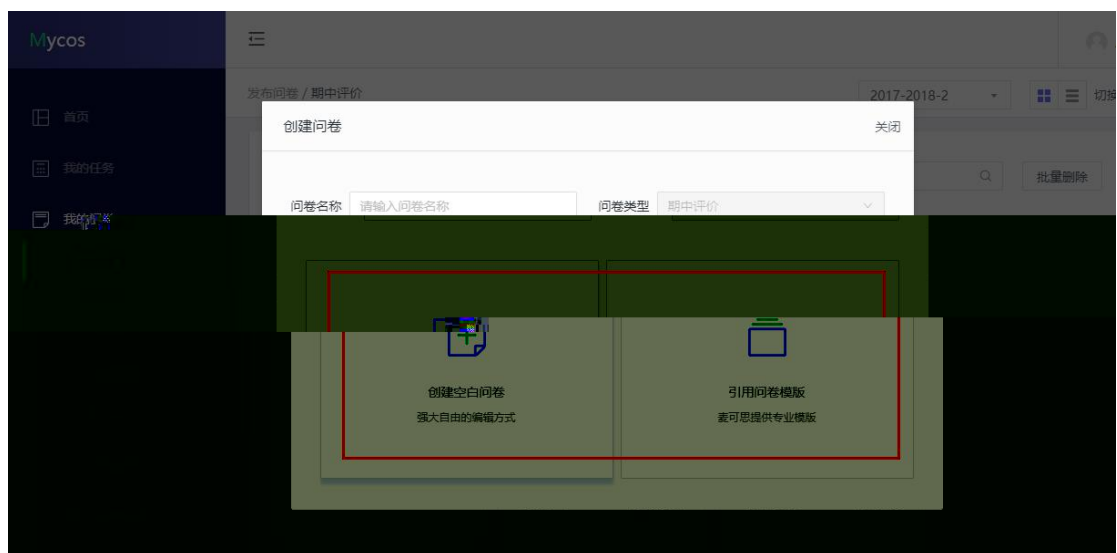 Mycos
发布问卷 / 期中评价
2017-2018-2
切换
首页
创建问卷
关闭
我的任务
批量删除
问卷名称 请输入问卷名称
问卷类型 期中评价
我的
创建空白问卷
引用问卷模版
强大自由的编辑方式
麦可思提供专业模版